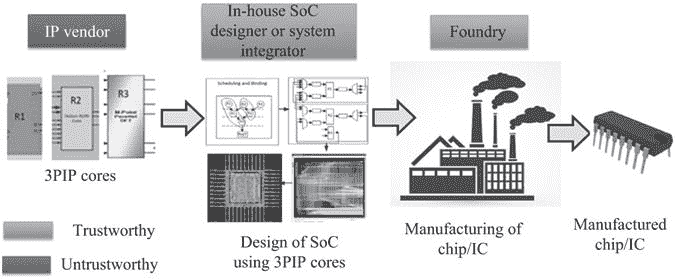 IP vendor
In-house SoC
designer or system
integrator
Foundry
R1
R2
R3
Scheduling and Binding
3PIP cores
Design of SoC
using 3PIP cores
Manufacturing of
chip/IC
Manufactured
chip/IC
Trustworthy
Untrustworthy